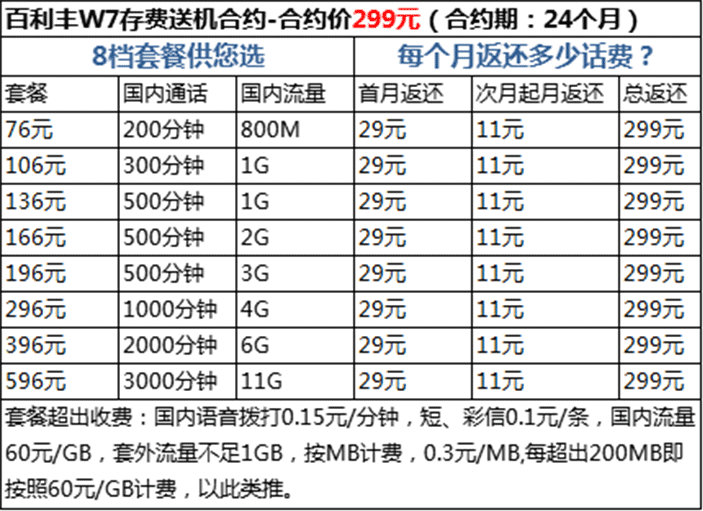 百利丰W7存费送机合约-合约价299元（合约期：24个月）
8档套餐供您选 每个月返还多少话费？
套餐 国内通话 国内流量 首月返还 次月起月返还 总返还
76元 200分钟 800M 29元 11元 299元
106元 300分钟 1G 29元 11元 299元
136元 500分钟 1G 29元 11元 299元
166元 500分钟 2G 29元 11元 299元
196元 500分钟 3G 29元 11元 299元
296元 1000分钟 4G 29元 11元 299元
396元 2000分钟 6G 29元 11元 299元
596元 3000分钟 11G 29元 11元 299元
套餐超出收费：国内语音拨打0.15元/分钟，短、彩信0.1元/条，国内流量
60元/GB，套外流量不足1GB，按MB计费，0.3元/MB,每超出200MB即
按照60元/GB计费，以此类推。